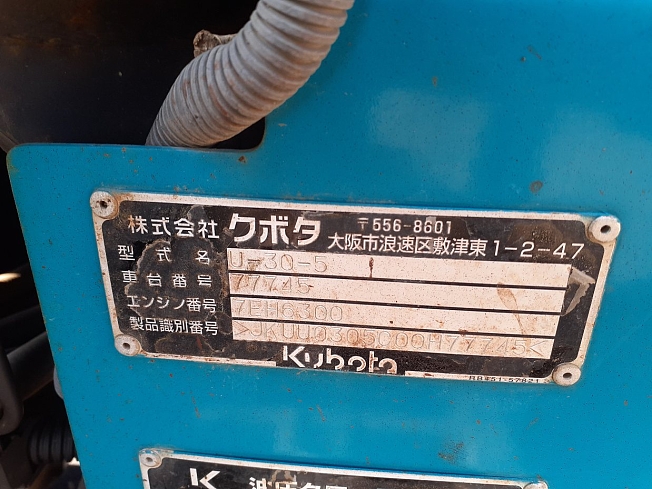 株式会社 クボタ 〒556-8601
大阪市浪速区敷津東1-2-47
型式名 U-30-5
車台番号 77745
エンジン番号 7EH6300
製品識別番号 >JKUU0305C00H77745<
Kubota
K